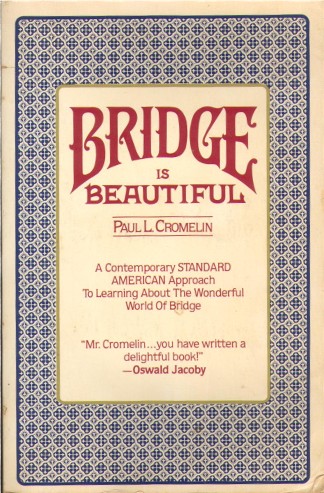 BRIDGE
IS
BEAUTIFUL
PAUL L. CROMELIN
A Contemporary STANDARD
AMERICAN Approach
To Learning About The Wonderful
World Of Bridge
"Mr. Cromelin...you have written a
delightful book!"
—Oswald Jacoby